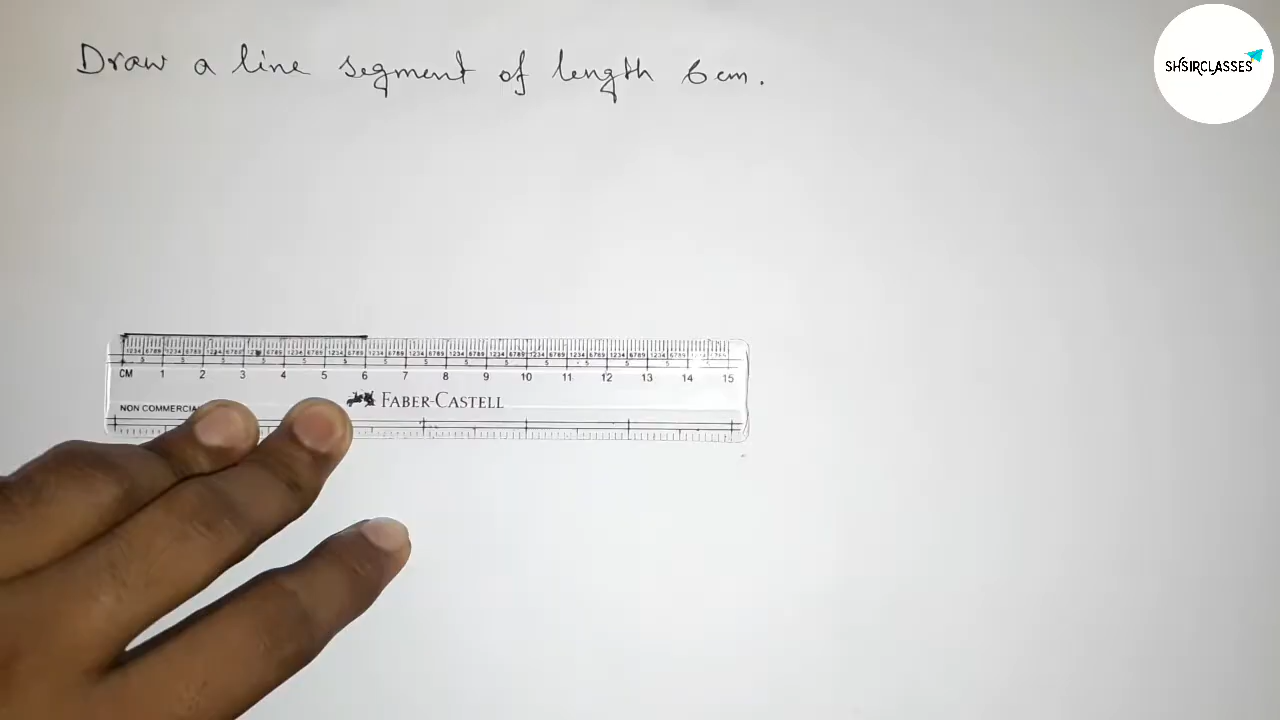 Draw a line segment of length 6 cm.
SHSIRCLASSES
CM 1 2 3 4 5 6 7 8 9 10 11 12 13 14 15
NON COMMERCIA
FABER-CASTELL